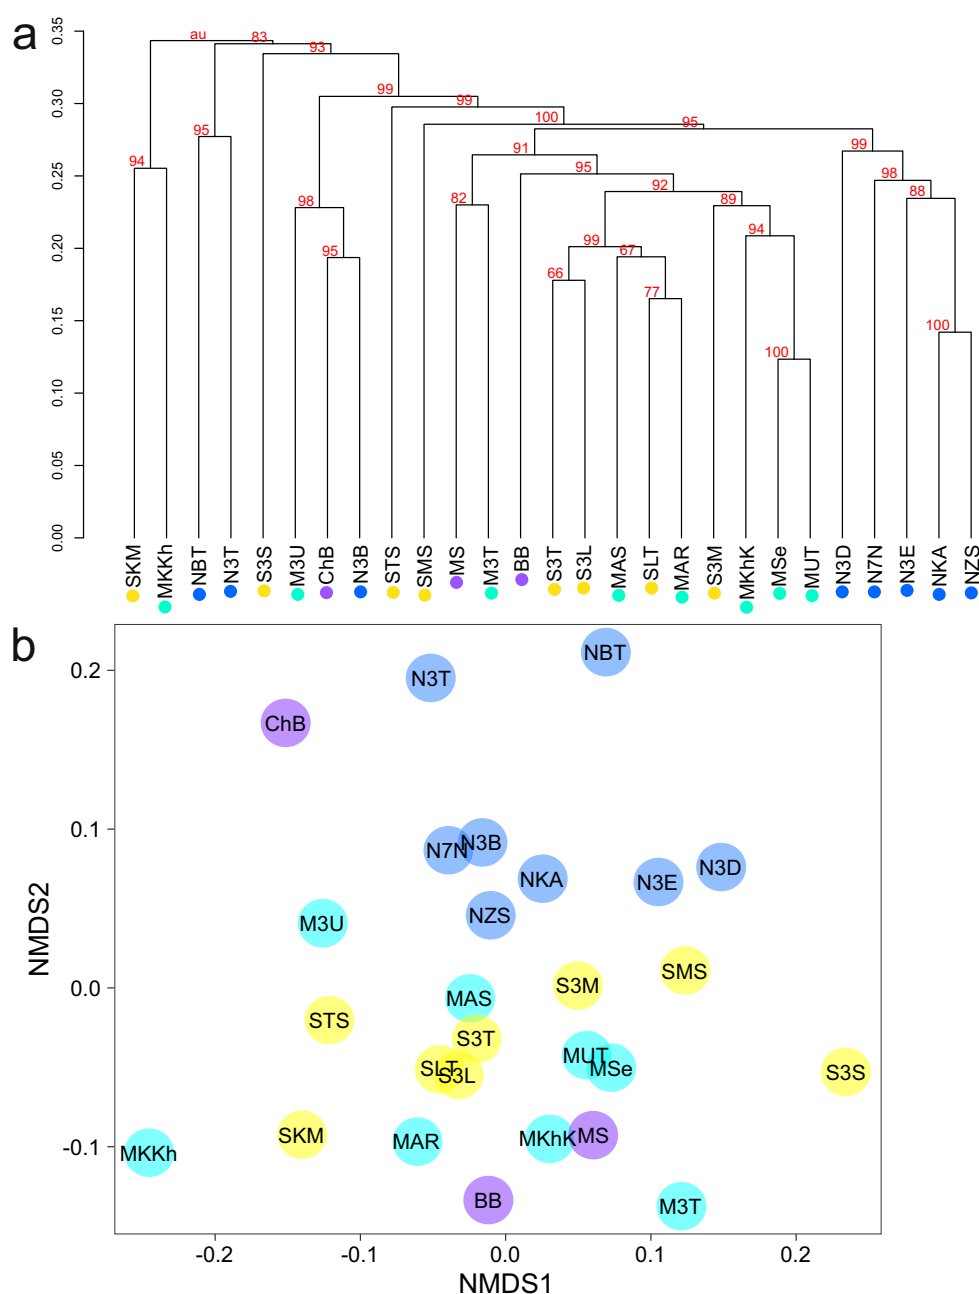 a
0.35
0.30
0.25
0.20
0.15
0.10
0.05
0.00
au
83
93
99
99
100
95
95
94
91
99
95
98
92
88
98
82
89
95
99
67
94
66
77
100
100
SKM
MKKh
NBT
N3T
S3S
M3U
ChB
N3B
STS
SMS
MS
M3T
BB
S3T
S3L
MAS
SLT
MAR
S3M
MKhK
MSe
MUT
N3D
N7N
N3E
NKA
NZS
b
NBT
N3T
ChB
N3B
N7N
NKA
N3E
N3D
NZS
M3U
MAS
S3M
SMS
STS
S3T
MUT
MSe
SLT
S3L
S3S
SKM
MKKh
MAR
MKhK
MS
BB
M3T
0.2
0.1
0.0
-0.1
NMDS2
-0.2
-0.1
0.0
0.1
0.2
NMDS1